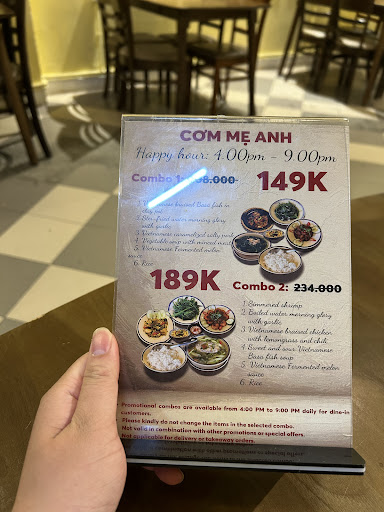 CƠM MẸ ANH
Happy hour: 4.00pm - 9.00pm
Combo 1: 98.000 149K
1. Vietnamese braised Basa fish in
clay pot
2. Stir-fried water morning glory
with garlic
3. Vietnamese caramelized salty pork
4. Vegetable soup with minced meat
5. Vietnamese Fermented melon
sauce
6. Rice
189K Combo 2: 234.000
1. Simmered shrimp
2. Boiled water morning glory
with garlic
3. Vietnamese braised chicken
with lemongrass and chili
4. Sweet and sour Vietnamese
Basa fish soup
5. Vietnamese Fermented melon
sauce
6. Rice
Promotional combos are available from 4:00 PM to 9:00 PM daily for dine-in
customers.
Please kindly do not change the items in the selected combo.
Not valid in combination with other promotions or special offers.
Not applicable for delivery or takeaway orders.